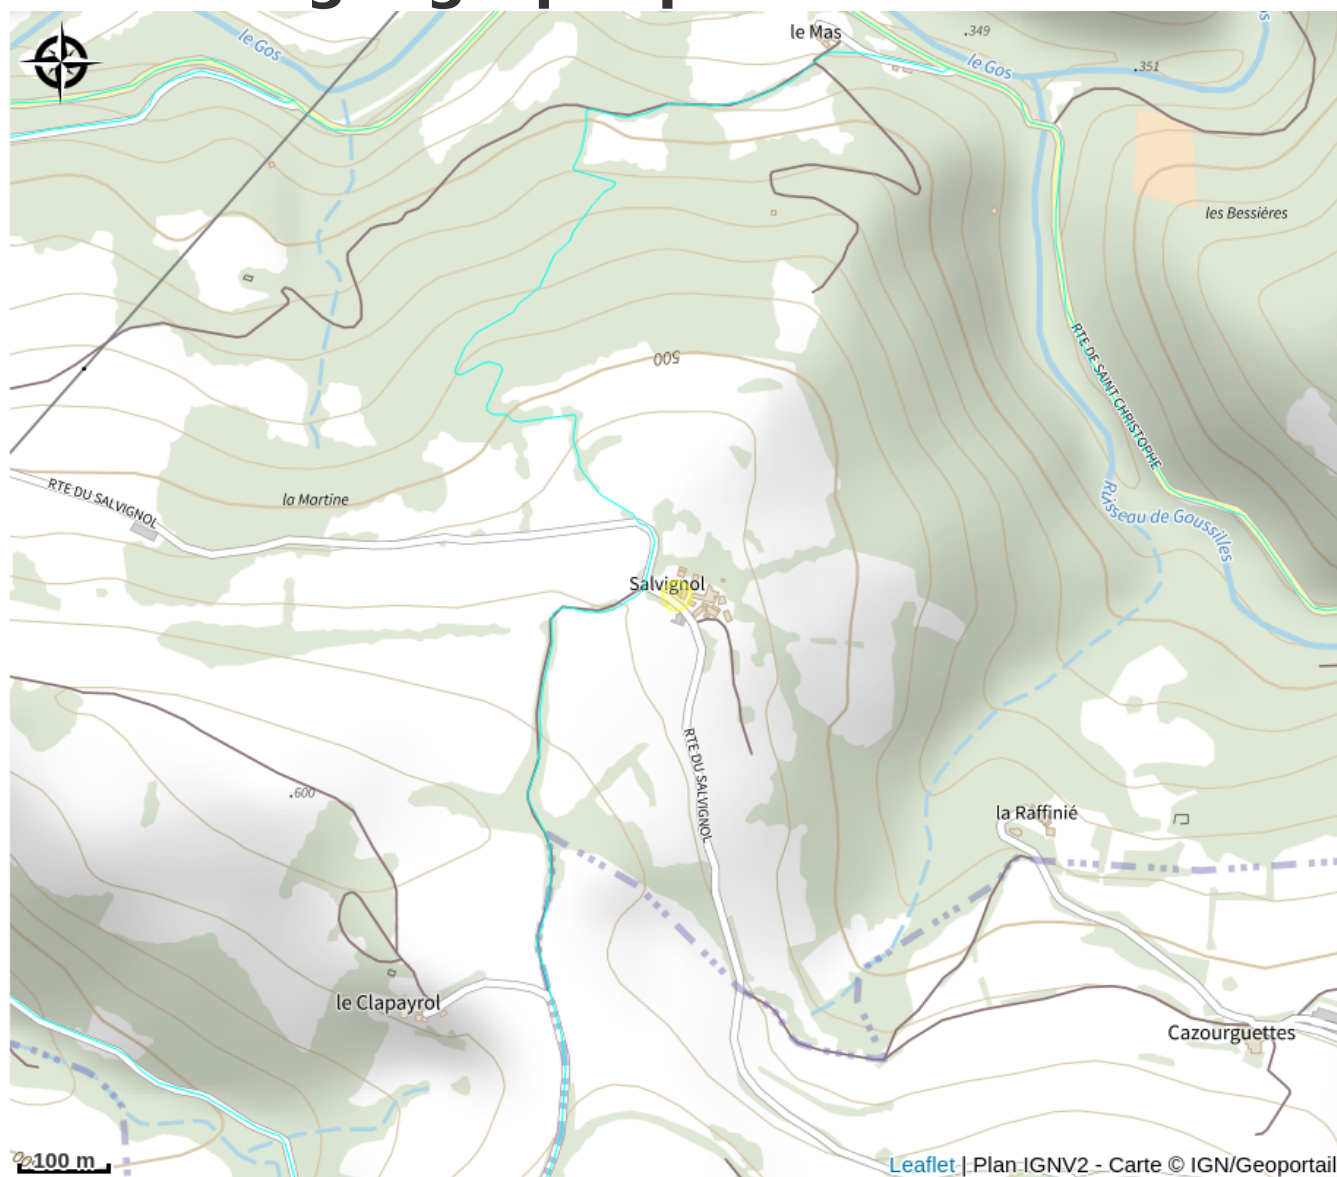 le Gos
le Mas
.349
le Gos
.351
les Bessières
500
RTE DE SAINT CHRISTOPHE
RTE DU SALVIGNOL
la Martine
Ruisseau de Goussilles
Salvignol
RTE DU SALVIGNOL
.600
la Raffinié
le Clapayrol
Cazourguettes
100 m
Leaflet | Plan IGNV2 - Carte © IGN/Geoportail